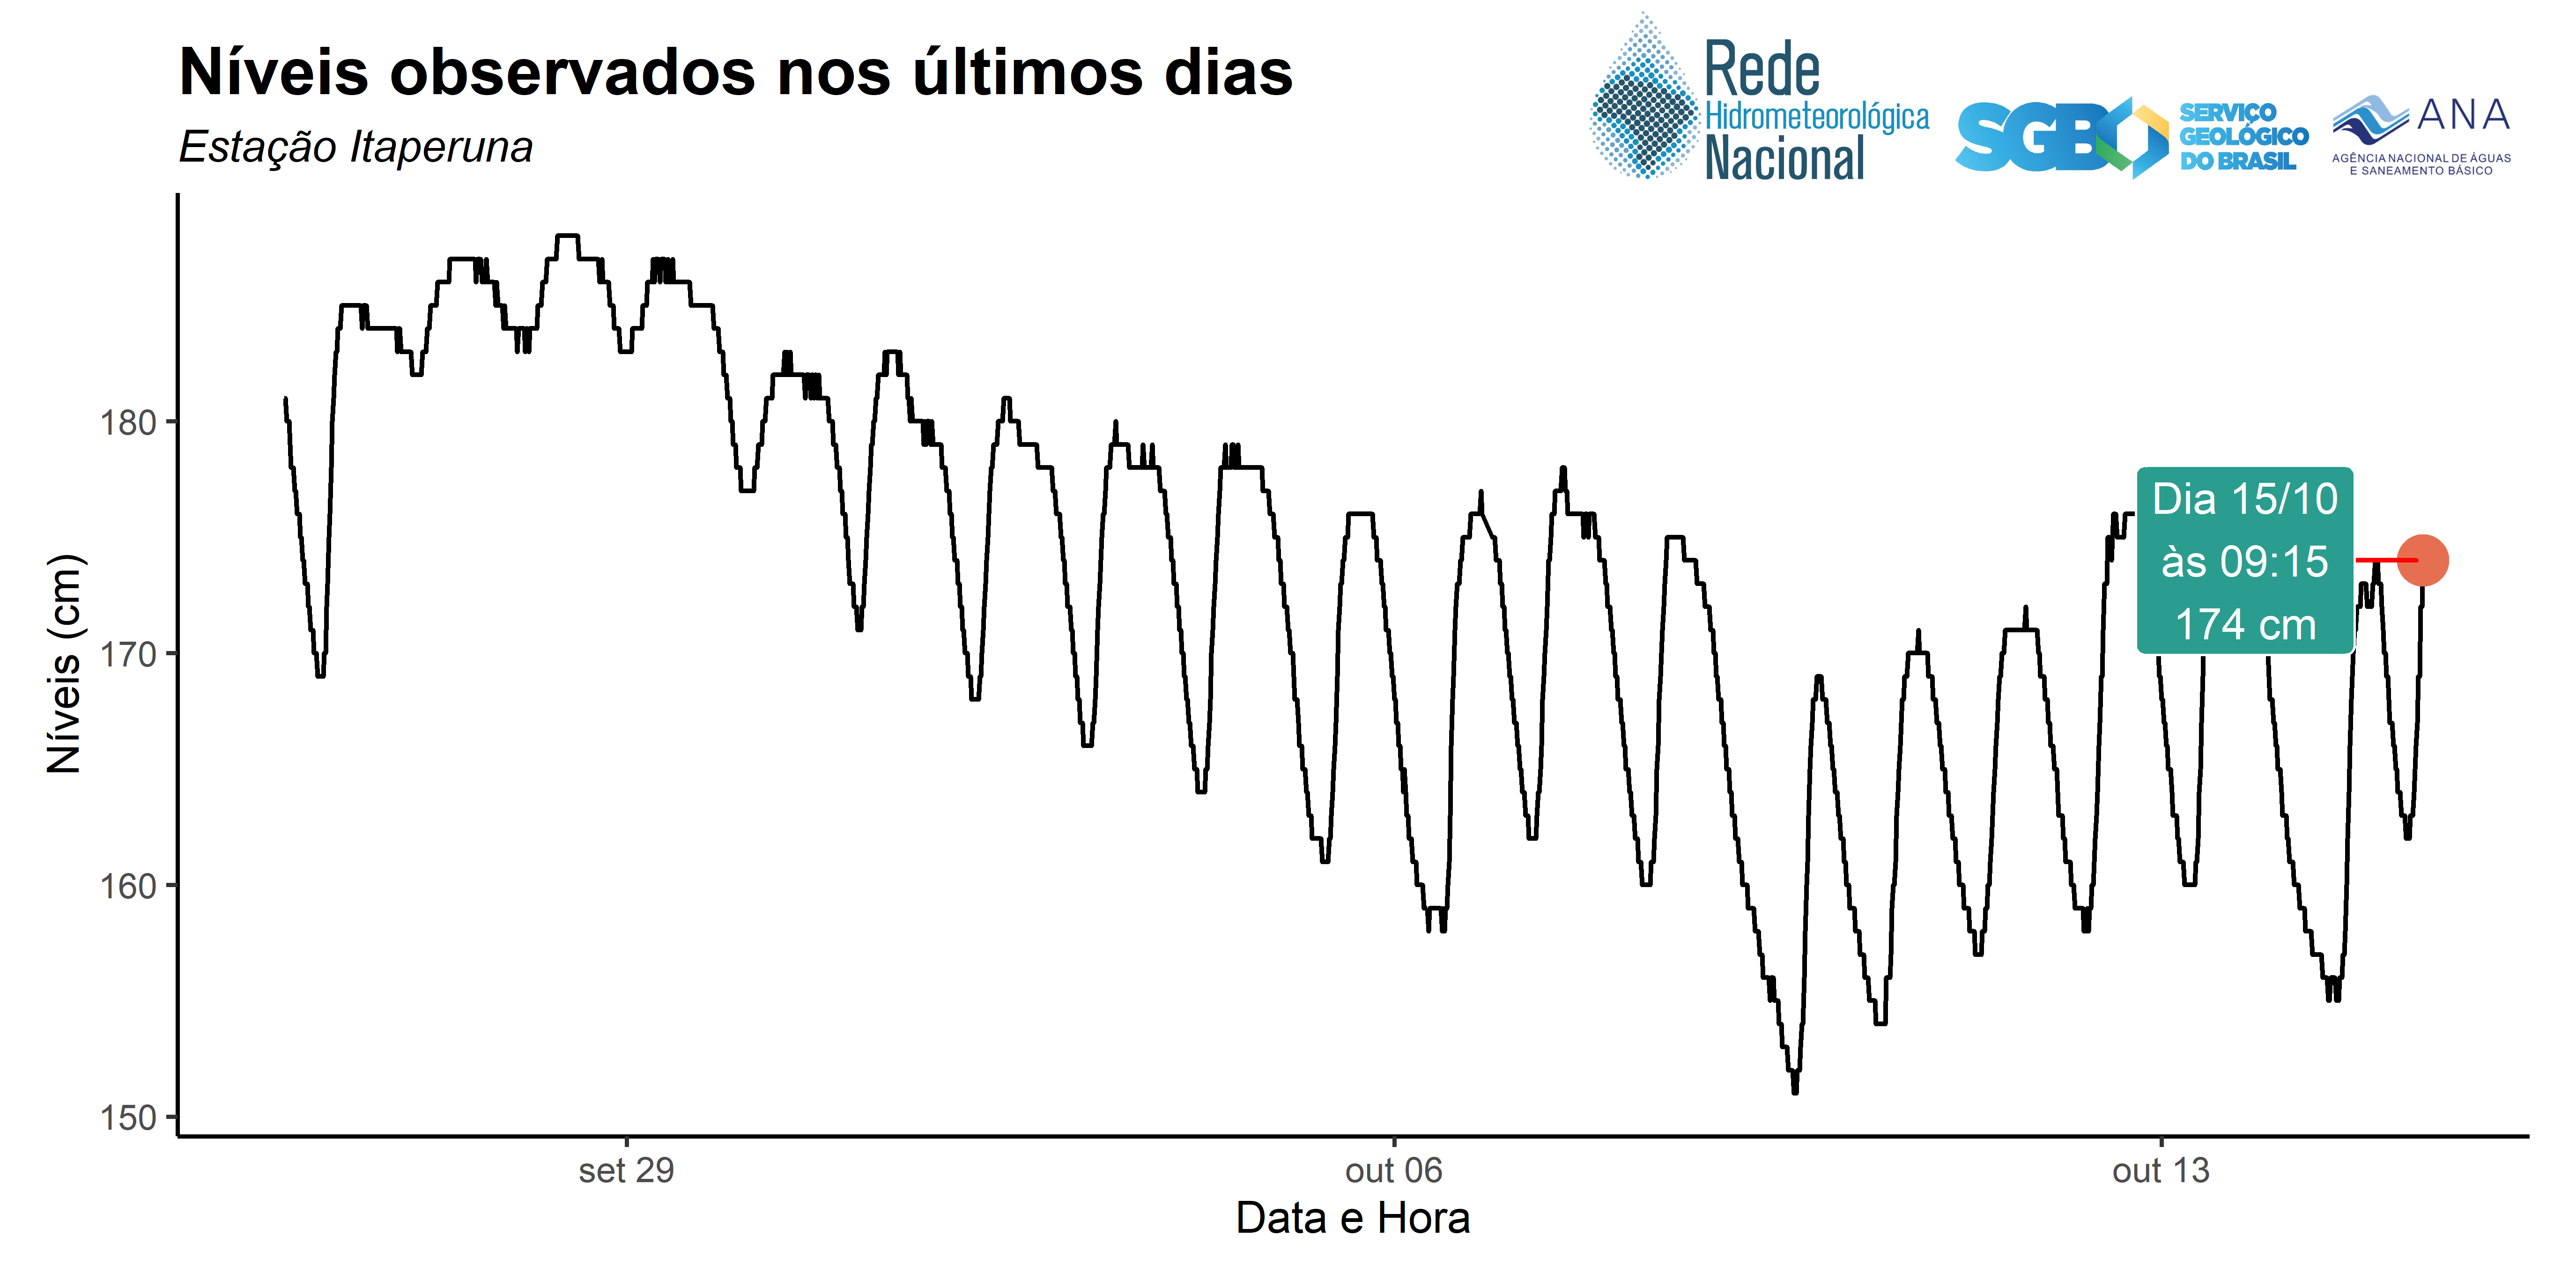 Níveis observados nos últimos dias
Estação Itaperuna
Rede
Hidrometeorológica
Nacional
SGB
SERVIÇO
GEOLÓGICO
DO BRASIL
ANA
AGÊNCIA NACIONAL DE ÁGUAS
E SANEAMENTO BÁSICO
Níveis (cm)
180
170
160
150
Dia 15/10
às 09:15
174 cm
set 29
out 06
out 13
Data e Hora